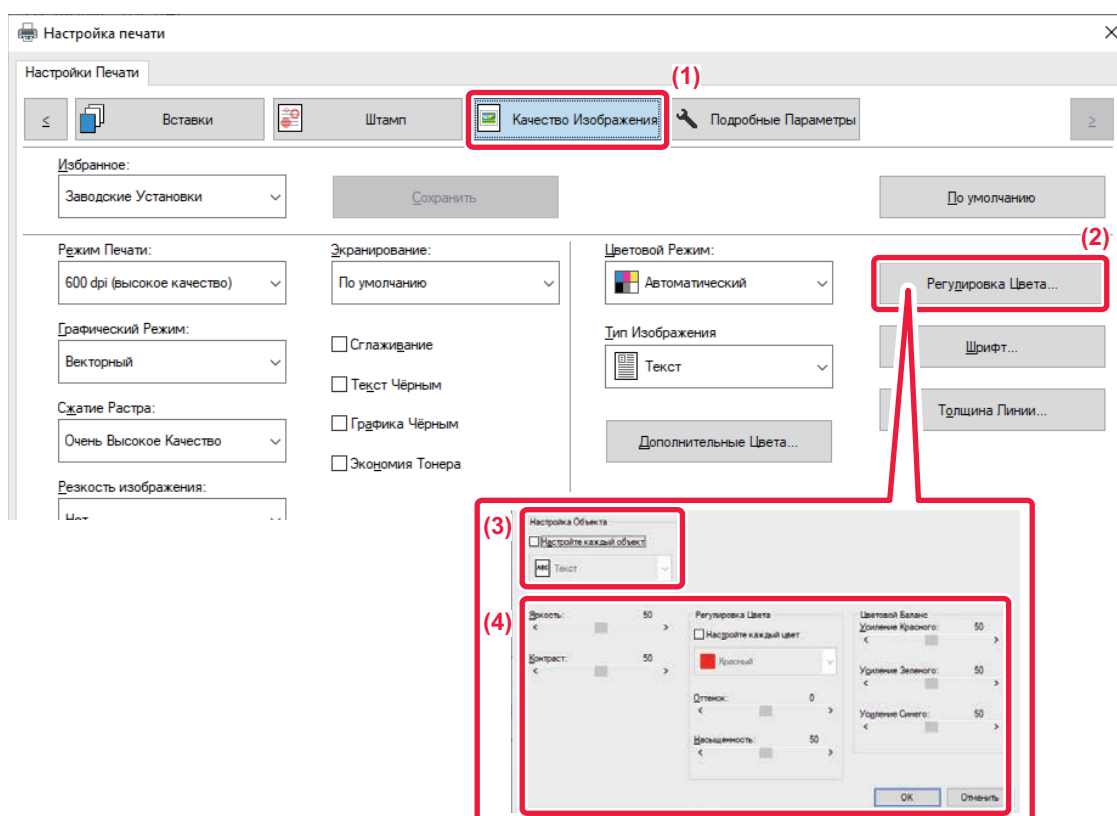 Настройка печати
Настройки Печати
(1)
≤ Вставки Штамп Качество Изображения Подробные Параметры ≥
Избранное:
Заводские Установки Сохранить По умолчанию
(2)
Режим Печати: Экранирование: Цветовой Режим:
600 dpi (высокое качество) По умолчанию Автоматический Регулировка Цвета...
Графический Режим: Сглаживание Тип Изображения Шрифт...
Векторный Текст
Текст Чёрным
Сжатие Растра: Графика Чёрным Толщина Линии...
Очень Высокое Качество Дополнительные Цвета...
Экономия Тонера
Резкость изображения:
Нет
(3) Настройка Объекта
Настройте каждый объект
ABC Текст
(4) Яркость: 50 Регулировка Цвета Цветовой Баланс
Настройте каждый цвет Усиление Красного: 50
Контраст: 50 Красный Усиление Зеленого: 50
Оттенок: 0
Усиление Синего: 50
Насыщенность: 50
OK Отменить